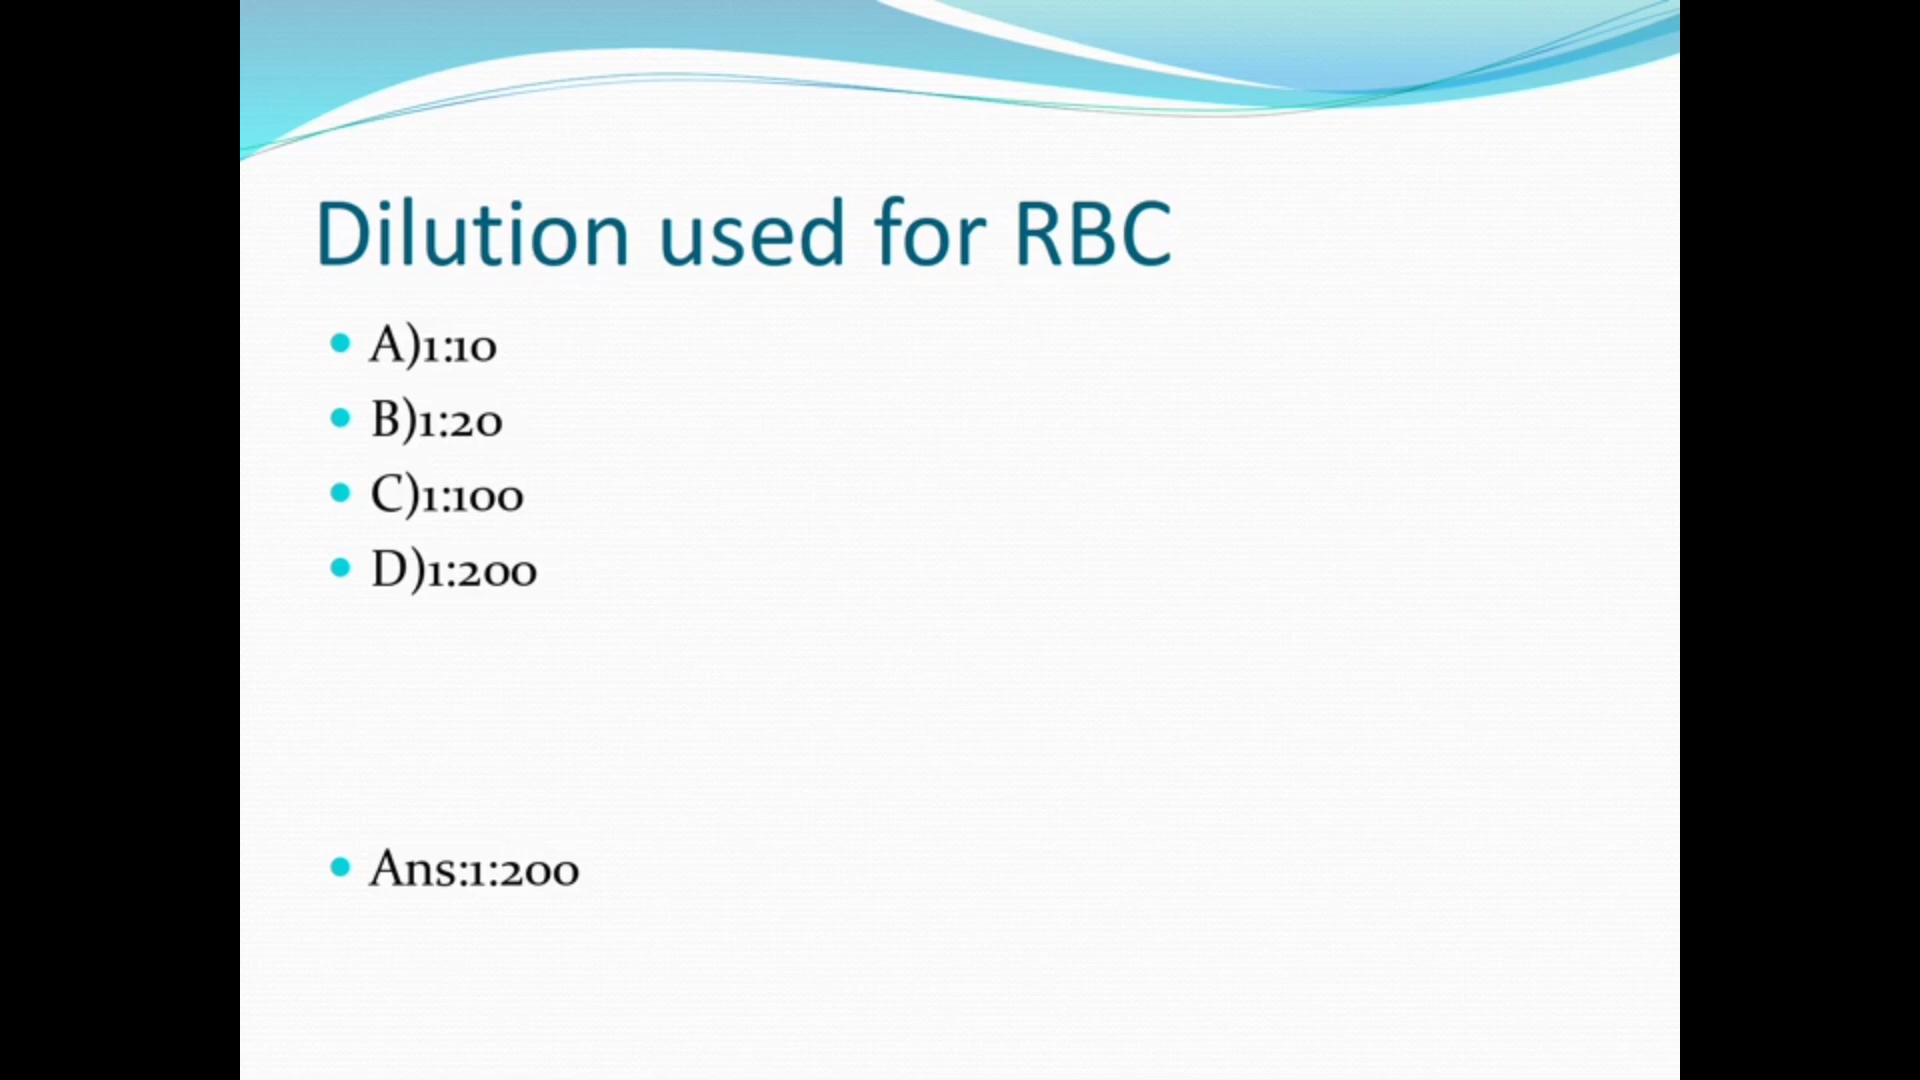 Dilution used for RBC
• A)1:10
• B)1:20
• C)1:100
• D)1:200
• Ans:1:200